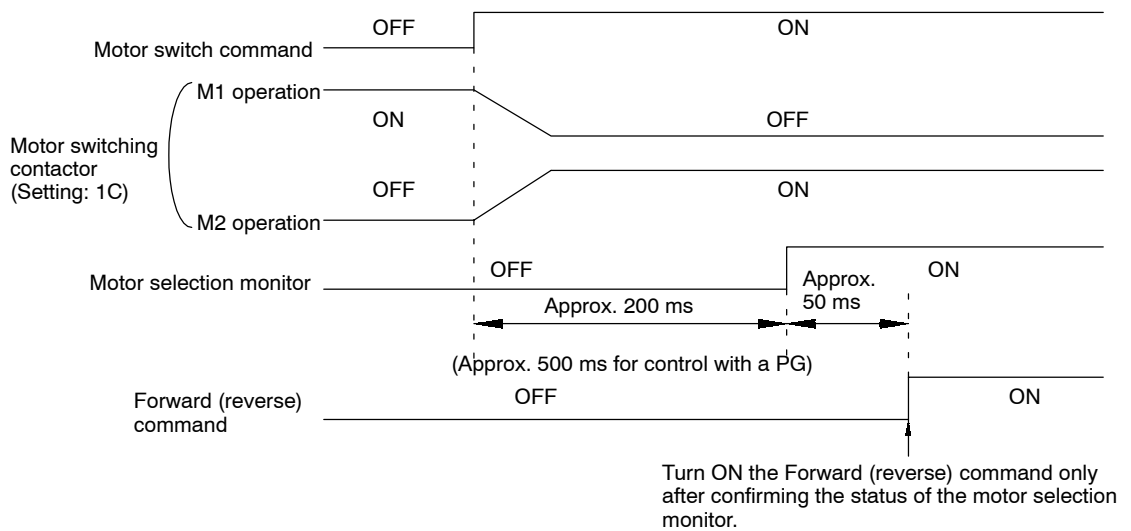 OFF
ON
Motor switch command
M1 operation
ON
OFF
Motor switching
contactor
(Setting: 1C)
OFF
ON
M2 operation
OFF
ON
Motor selection monitor
Approx. 200 ms
Approx.
50 ms
(Approx. 500 ms for control with a PG)
OFF
ON
Forward (reverse)
command
Turn ON the Forward (reverse) command only
after confirming the status of the motor selection
monitor.